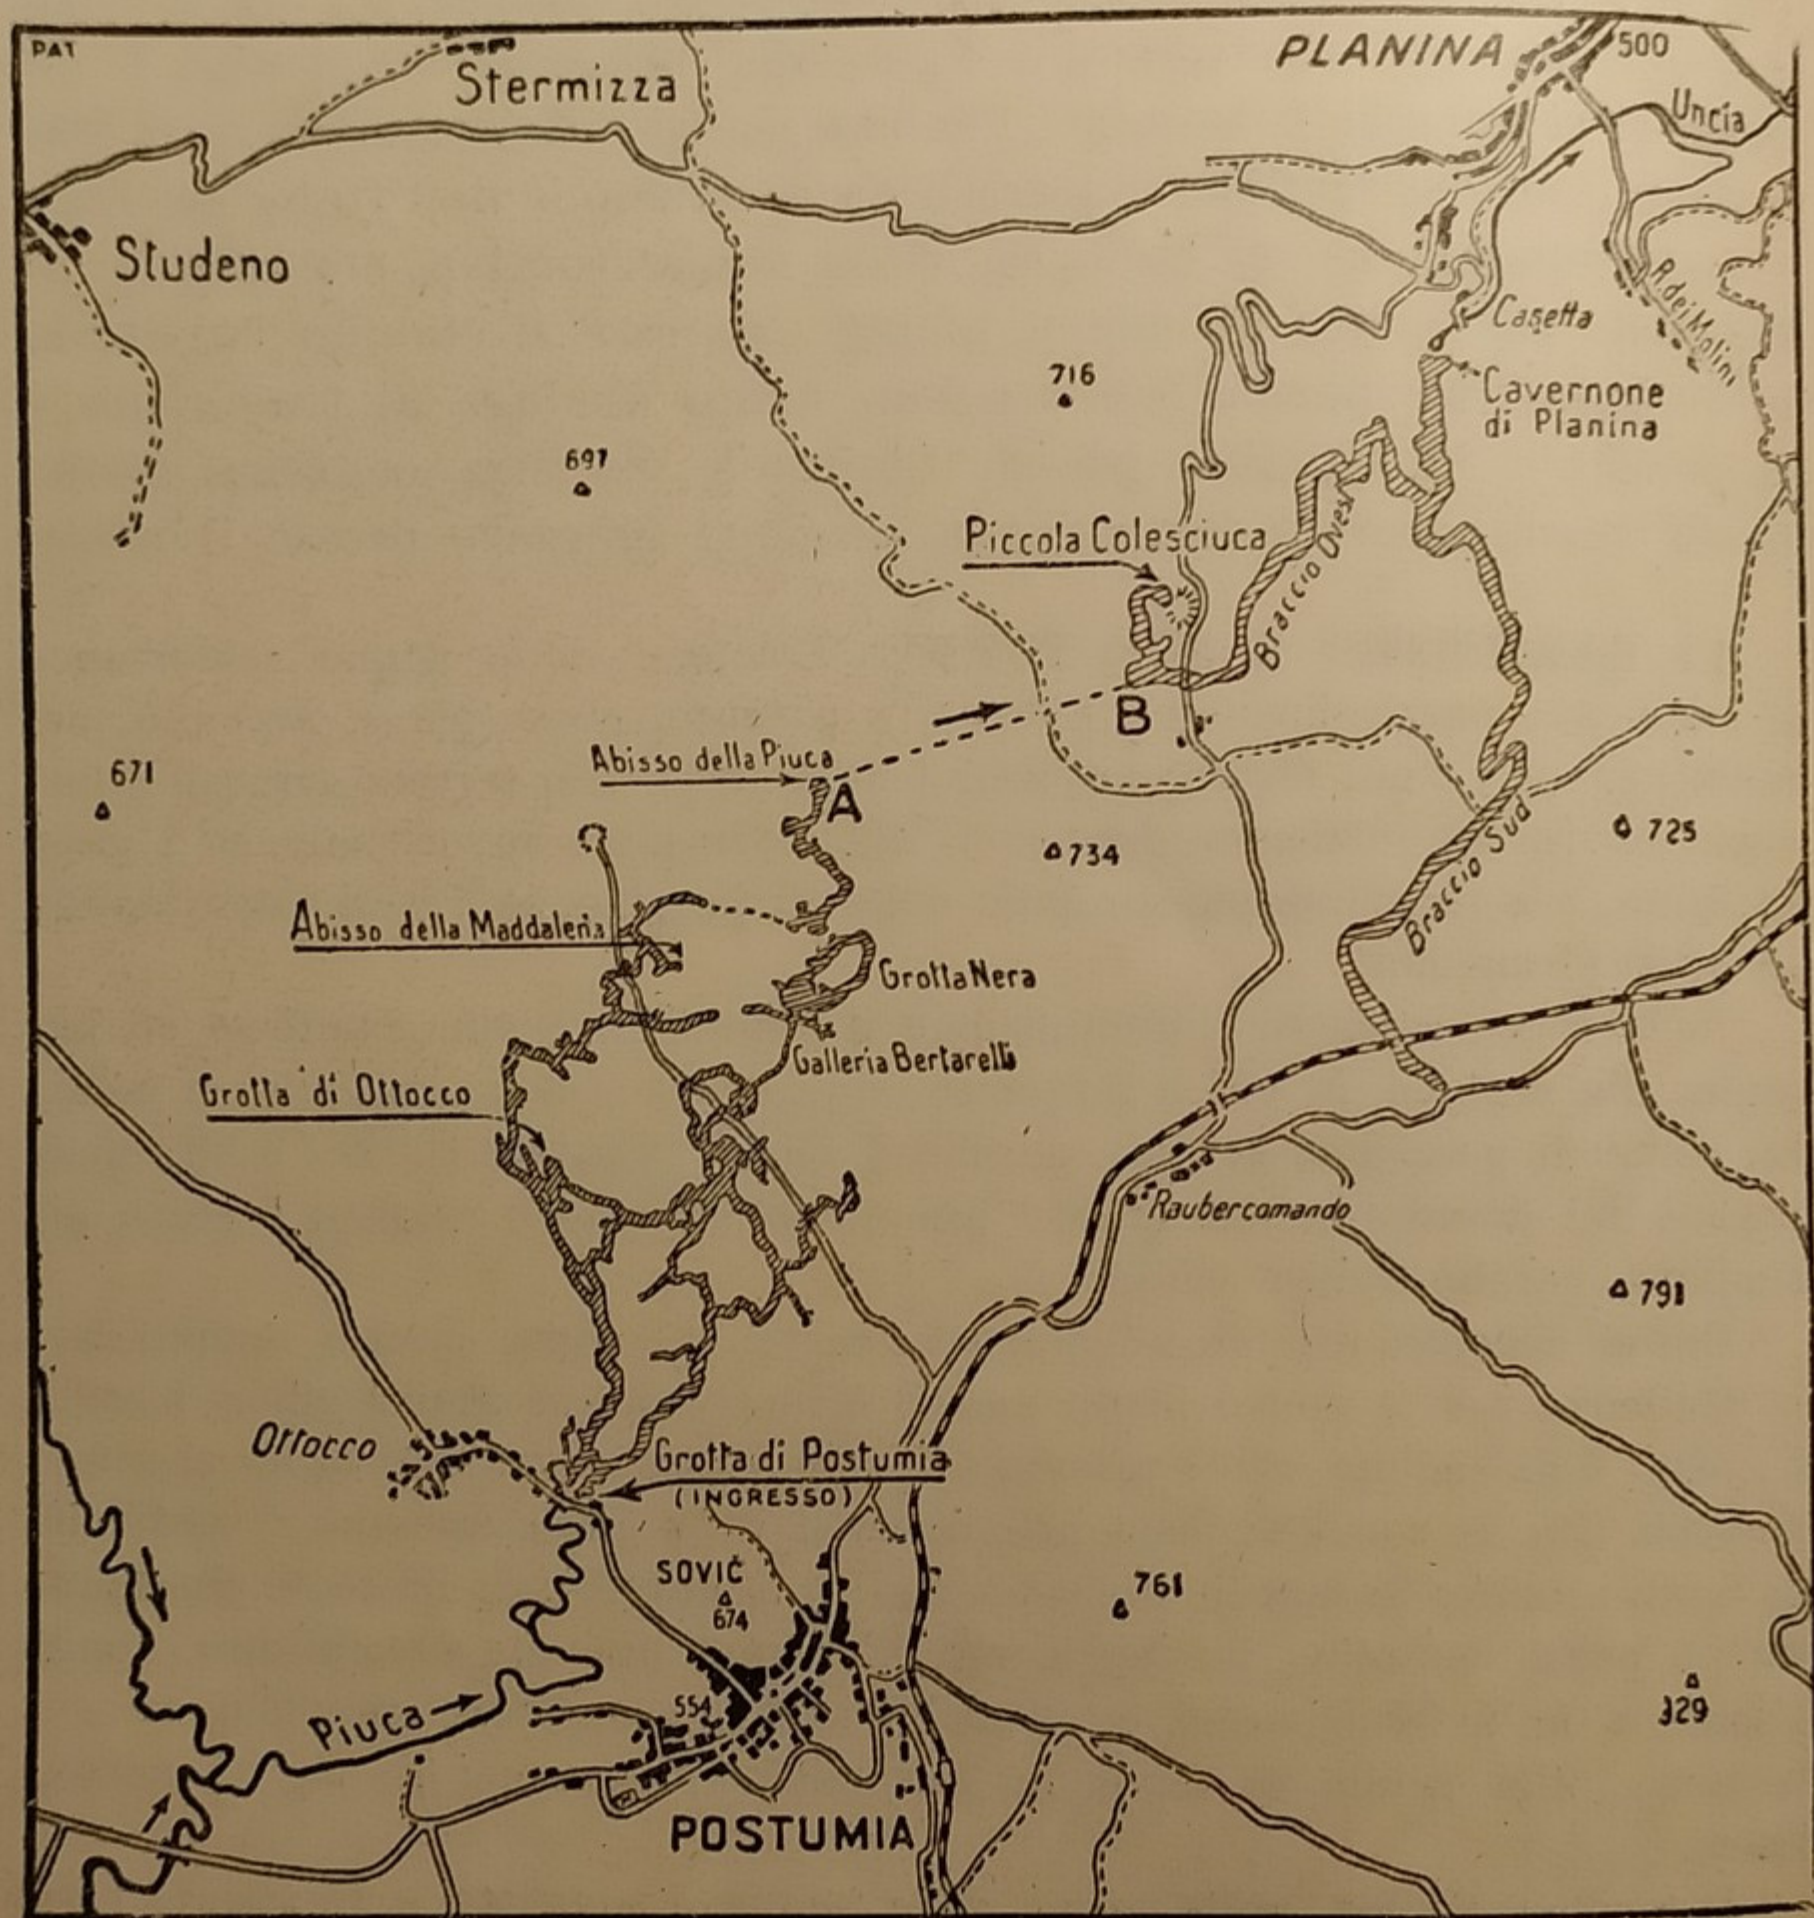 PAT
Stermizza
PLANINA
500
Uncia
Studeno
R. dei Molini
Casetta
716
Cavernone
di Planina
697
Piccola Colesciuca
Braccio Ovest
B
Abisso della Piuca
A
671
734
725
Braccio Sud
Abisso della Maddalena
Grotta Nera
Galleria Bertarelli
Grotta di Ottocco
Raubercomando
791
Ottocco
Grotta di Postumia
(INGRESSO)
SOVIČ
674
761
554
Piuca
POSTUMIA